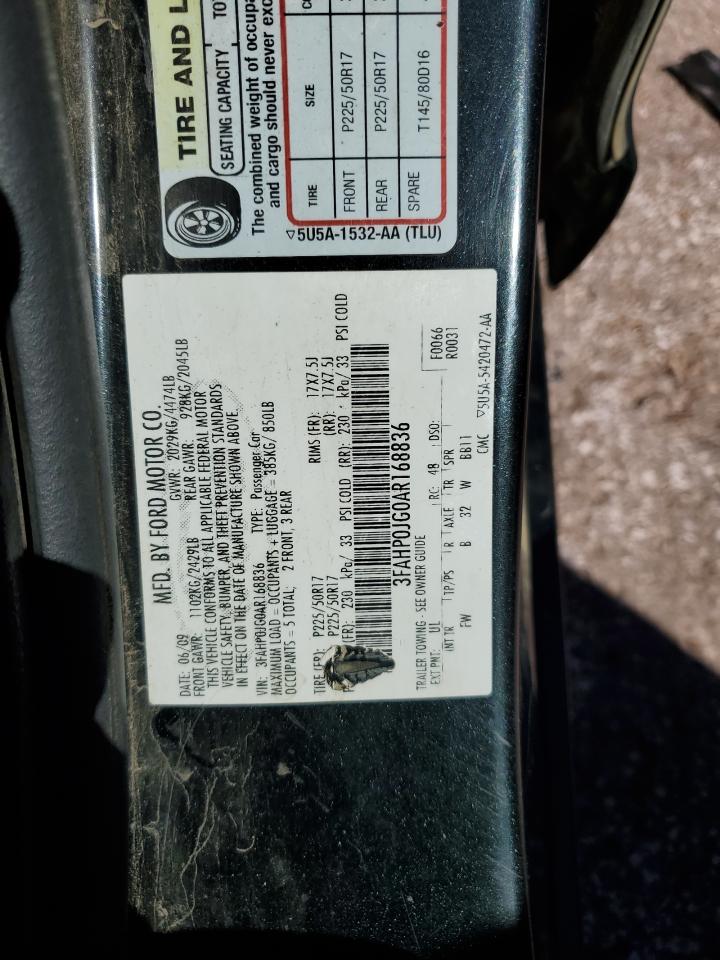 TIRE AND L
SEATING CAPACITY TO
The combined weight of occupa
and cargo should never exc
TIRE SIZE
FRONT P225/50R17
REAR P225/50R17
SPARE T145/80D16
▽5U5A-1532-AA (TLU)
MFD. BY FORD MOTOR CO.
DATE: 06/09 GVWR: 2029KG/4474LB
FRONT GAWR: 1102KG/2429LB REAR GAWR: 928KG/2045LB
THIS VEHICLE CONFORMS TO ALL APPLICABLE FEDERAL MOTOR
VEHICLE SAFETY, BUMPER, AND THEFT PREVENTION STANDARDS
IN EFFECT ON THE DATE OF MANUFACTURE SHOWN ABOVE.
VIN: 3FAHP0JG0AR168836 TYPE: Passenger Car
MAXIMUM LOAD = OCCUPANTS + LUGGAGE = 385KG/ 850LB
OCCUPANTS = 5 TOTAL: 2 FRONT, 3 REAR
TIRE (FR): P225/50R17 RIMS (FR): 17X7.5J
P225/50R17 (RR): 17X7.5J
(FR): 230 kPa/ 33 PSI COLD (RR): 230 kPa/ 33 PSI COLD
3FAHP0JG0AR168836
TRAILER TOWING - SEE OWNER GUIDE F0066
EXT PNT: UL RC: 48 DSO: R0031
INT TR TP/PS R AXLE TR SPR
FW B 32 W BB11
CMC ▽5U5A-5420472-AA